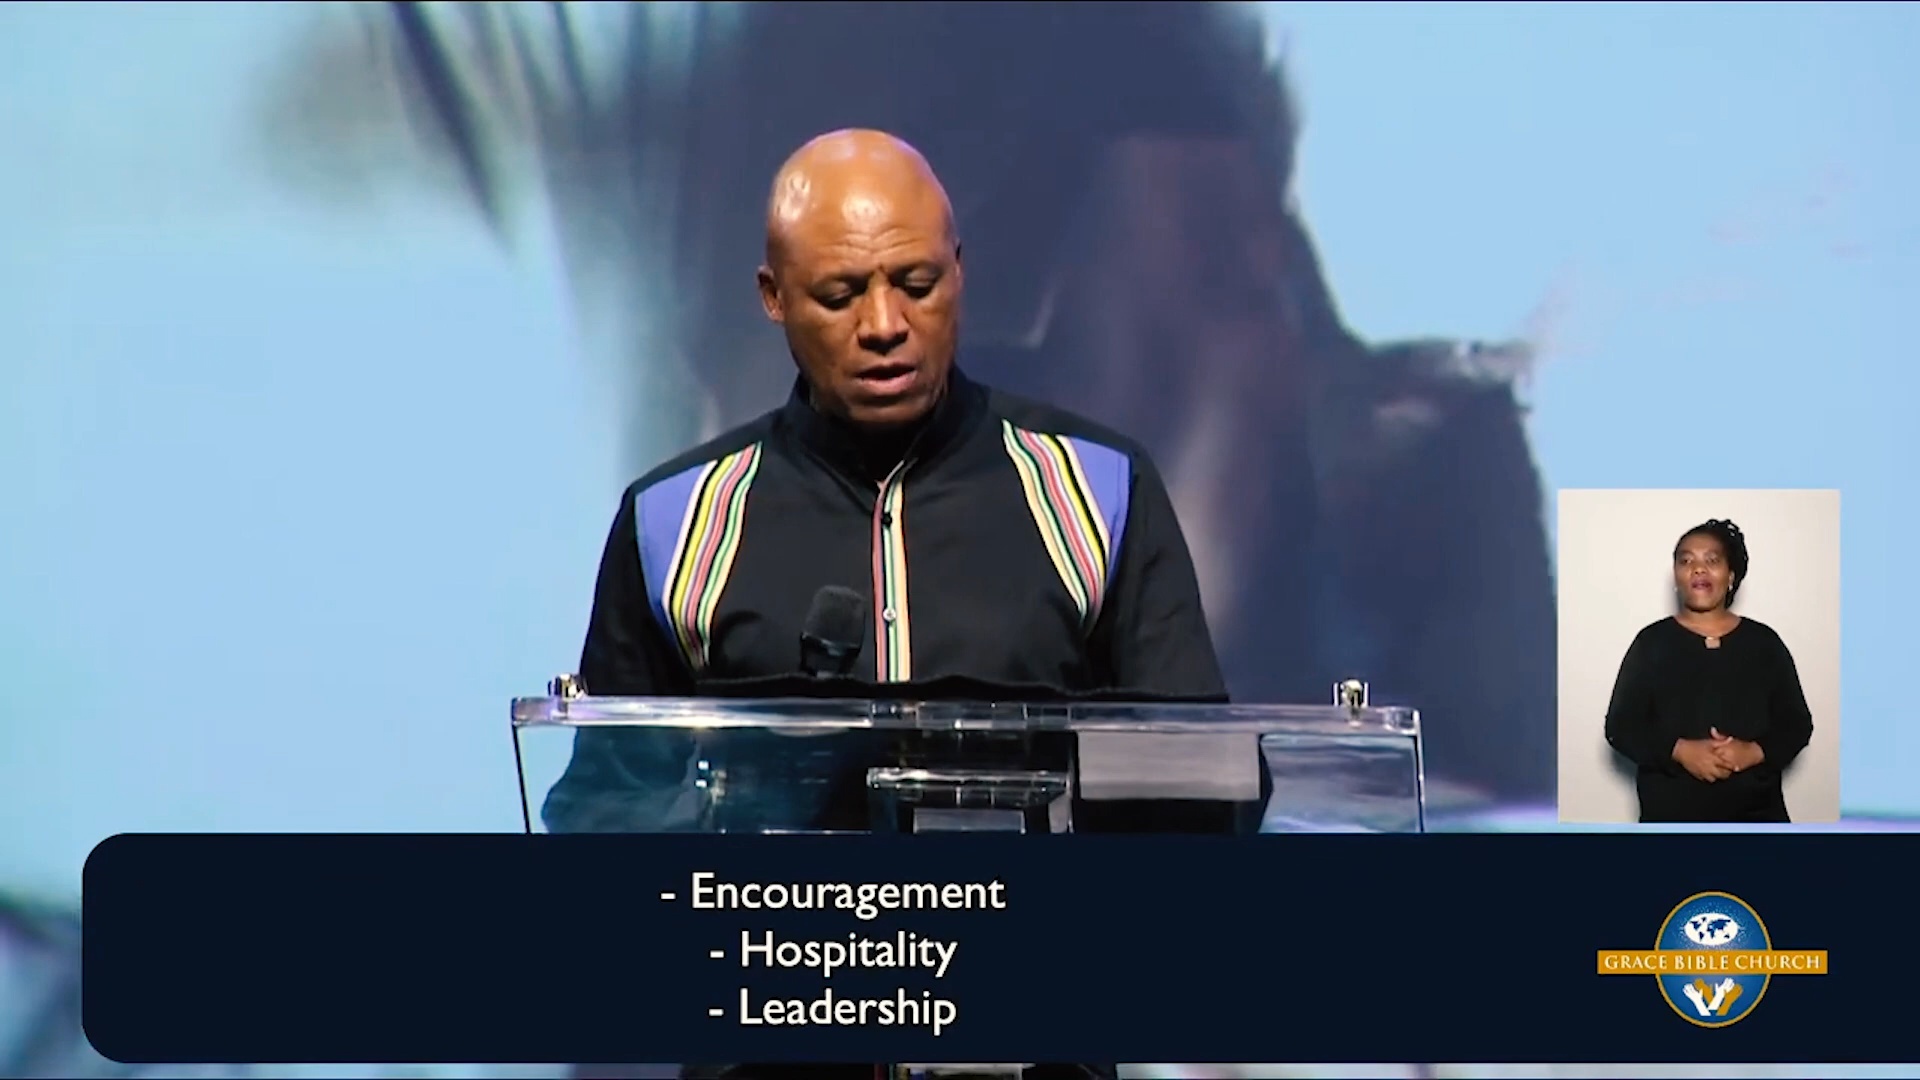 - Encouragement
- Hospitality
- Leadership
GRACE BIBLE CHURCH